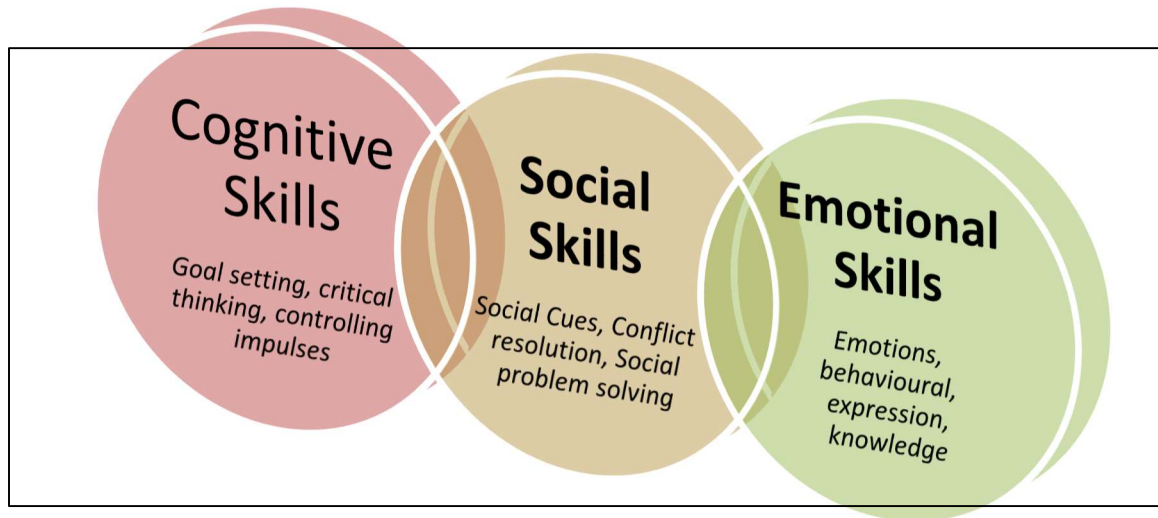 Cognitive
Skills
Goal setting, critical
thinking, controlling
impulses
Social
Skills
Social Cues, Conflict
resolution, Social
problem solving
Emotional
Skills
Emotions,
behavioural,
expression,
knowledge